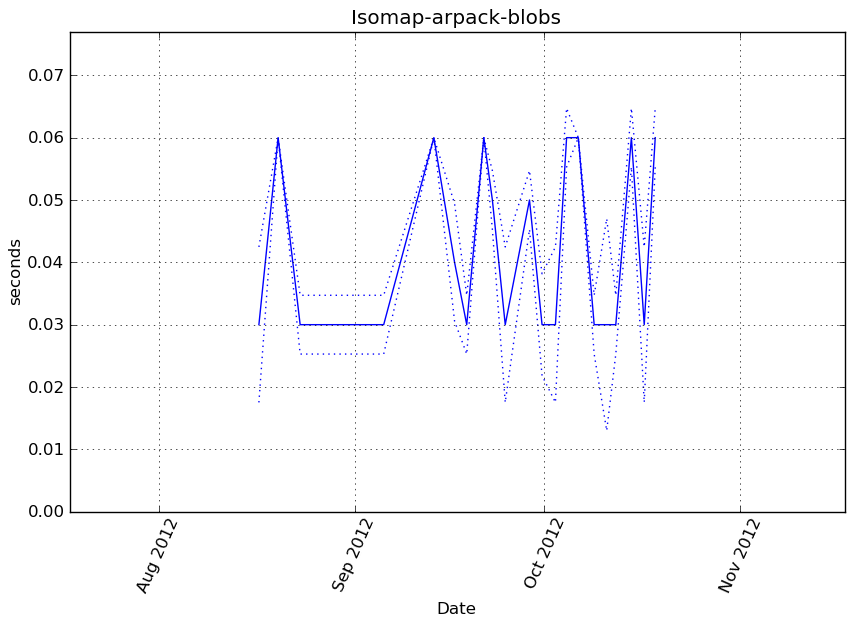 Isomap-arpack-blobs
0.07
0.06
0.05
0.04
0.03
0.02
0.01
0.00
seconds
Aug 2012
Sep 2012
Oct 2012
Nov 2012
Date